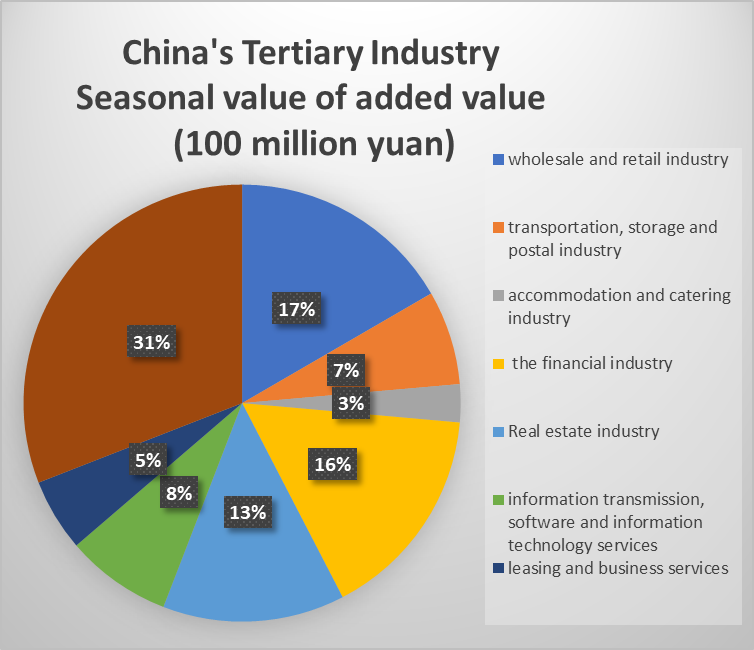 China's Tertiary Industry
Seasonal value of added value
(100 million yuan)
wholesale and retail industry
transportation, storage and
postal industry
accommodation and catering
industry
the financial industry
Real estate industry
information transmission,
software and information
technology services
leasing and business services
17%
7%
3%
16%
13%
8%
5%
31%